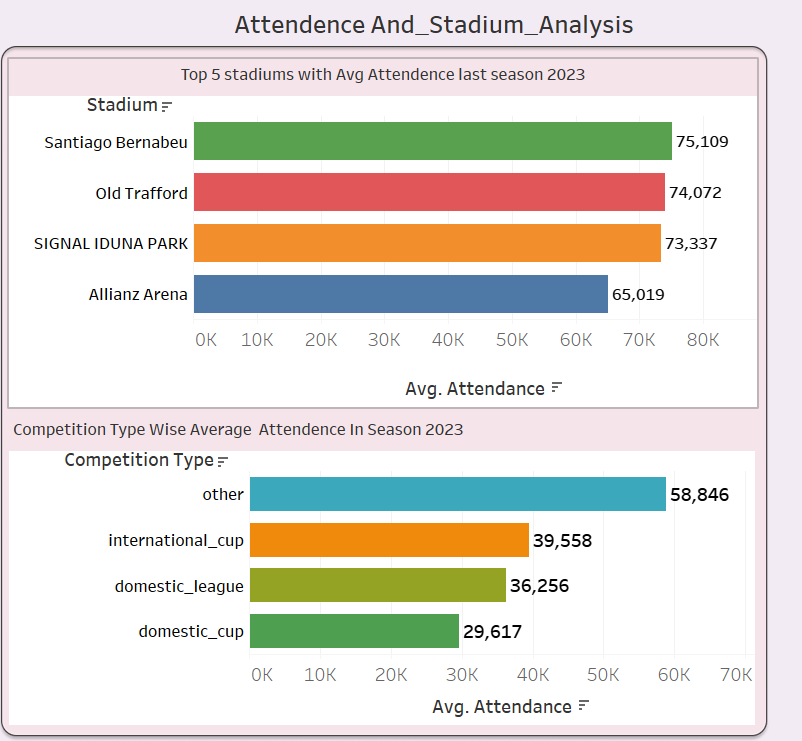 Attendence And_Stadium_Analysis
Top 5 stadiums with Avg Attendence last season 2023
Stadium
Santiago Bernabeu 75,109
Old Trafford 74,072
SIGNAL IDUNA PARK 73,337
Allianz Arena 65,019
0K 10K 20K 30K 40K 50K 60K 70K 80K
Avg. Attendance
Competition Type Wise Average Attendence In Season 2023
Competition Type
other 58,846
international_cup 39,558
domestic_league 36,256
domestic_cup 29,617
0K 10K 20K 30K 40K 50K 60K 70K
Avg. Attendance